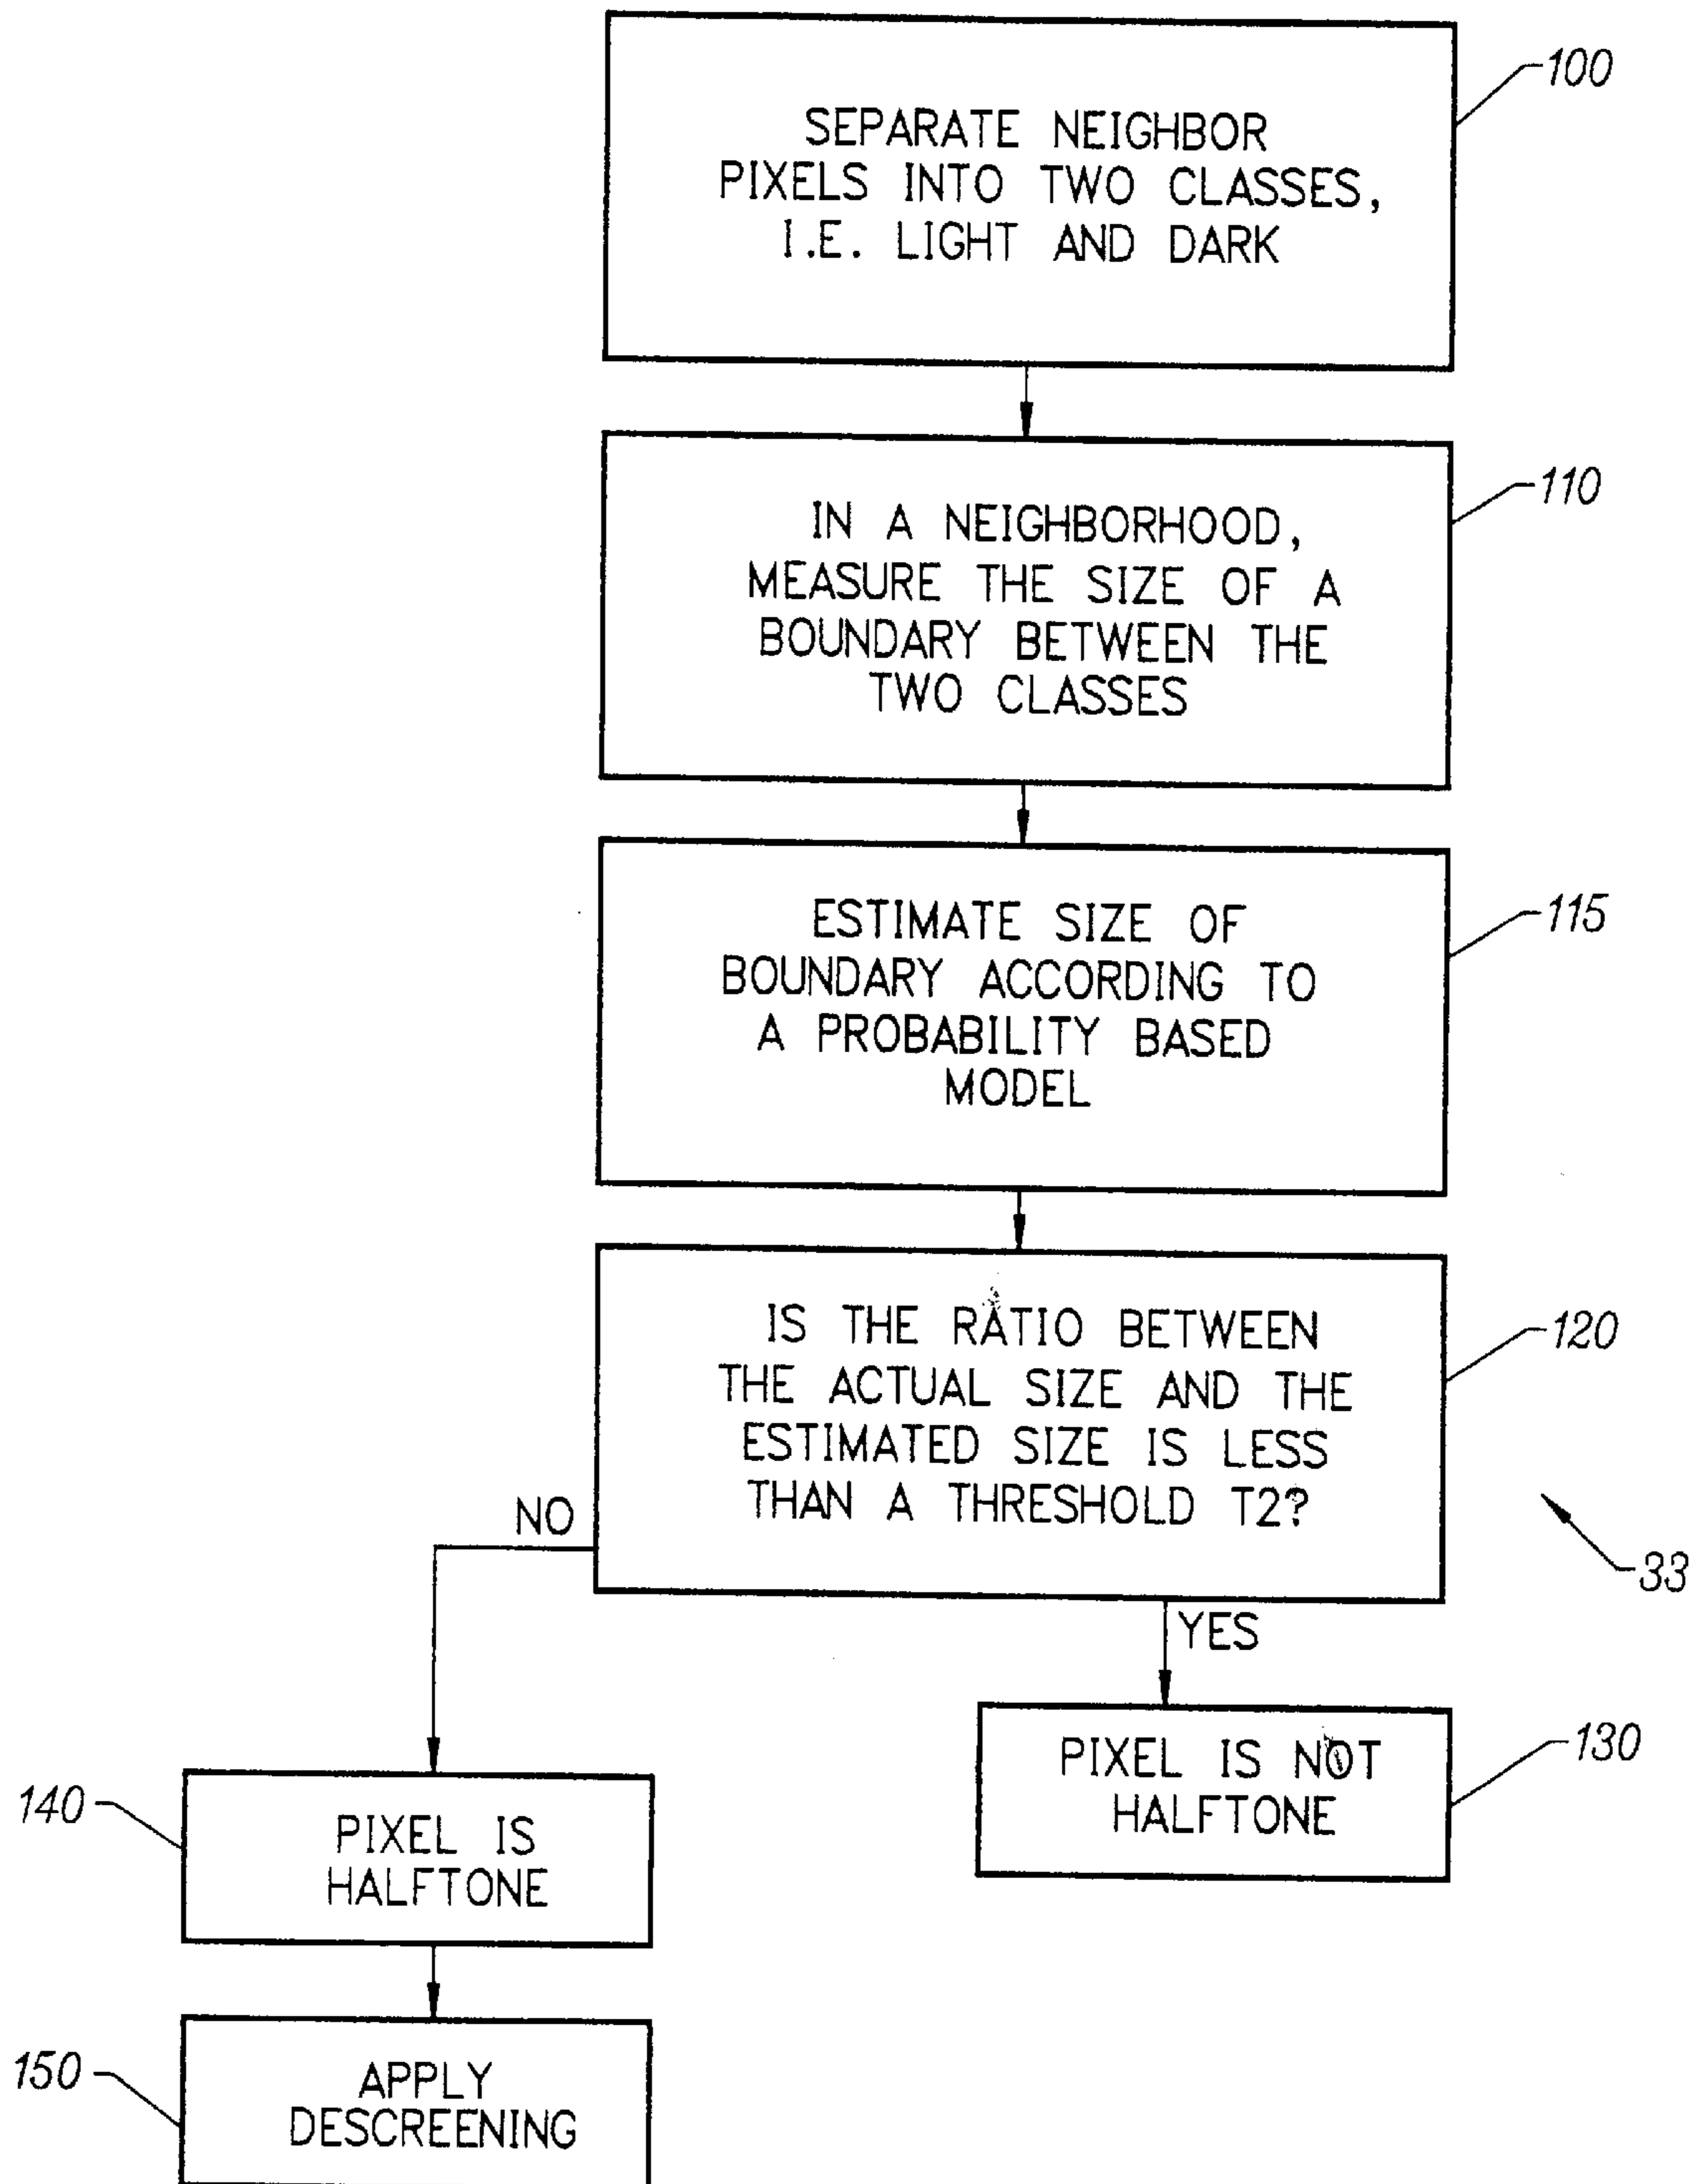 100
SEPARATE NEIGHBOR
PIXELS INTO TWO CLASSES,
I.E. LIGHT AND DARK
110
IN A NEIGHBORHOOD,
MEASURE THE SIZE OF A
BOUNDARY BETWEEN THE
TWO CLASSES
115
ESTIMATE SIZE OF
BOUNDARY ACCORDING TO
A PROBABILITY BASED
MODEL
120
IS THE RATIO BETWEEN
THE ACTUAL SIZE AND THE
ESTIMATED SIZE IS LESS
THAN A THRESHOLD T2?
NO
33
YES
130
PIXEL IS NOT
HALFTONE
140
PIXEL IS
HALFTONE
150
APPLY
DESCREENING